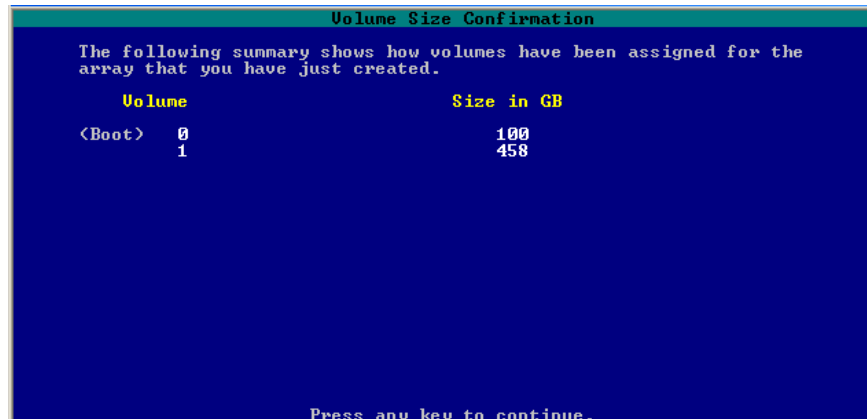 Volume Size Confirmation
The following summary shows how volumes have been assigned for the
array that you have just created.
Volume Size in GB
(Boot) 0 100
1 458
Press any key to continue.